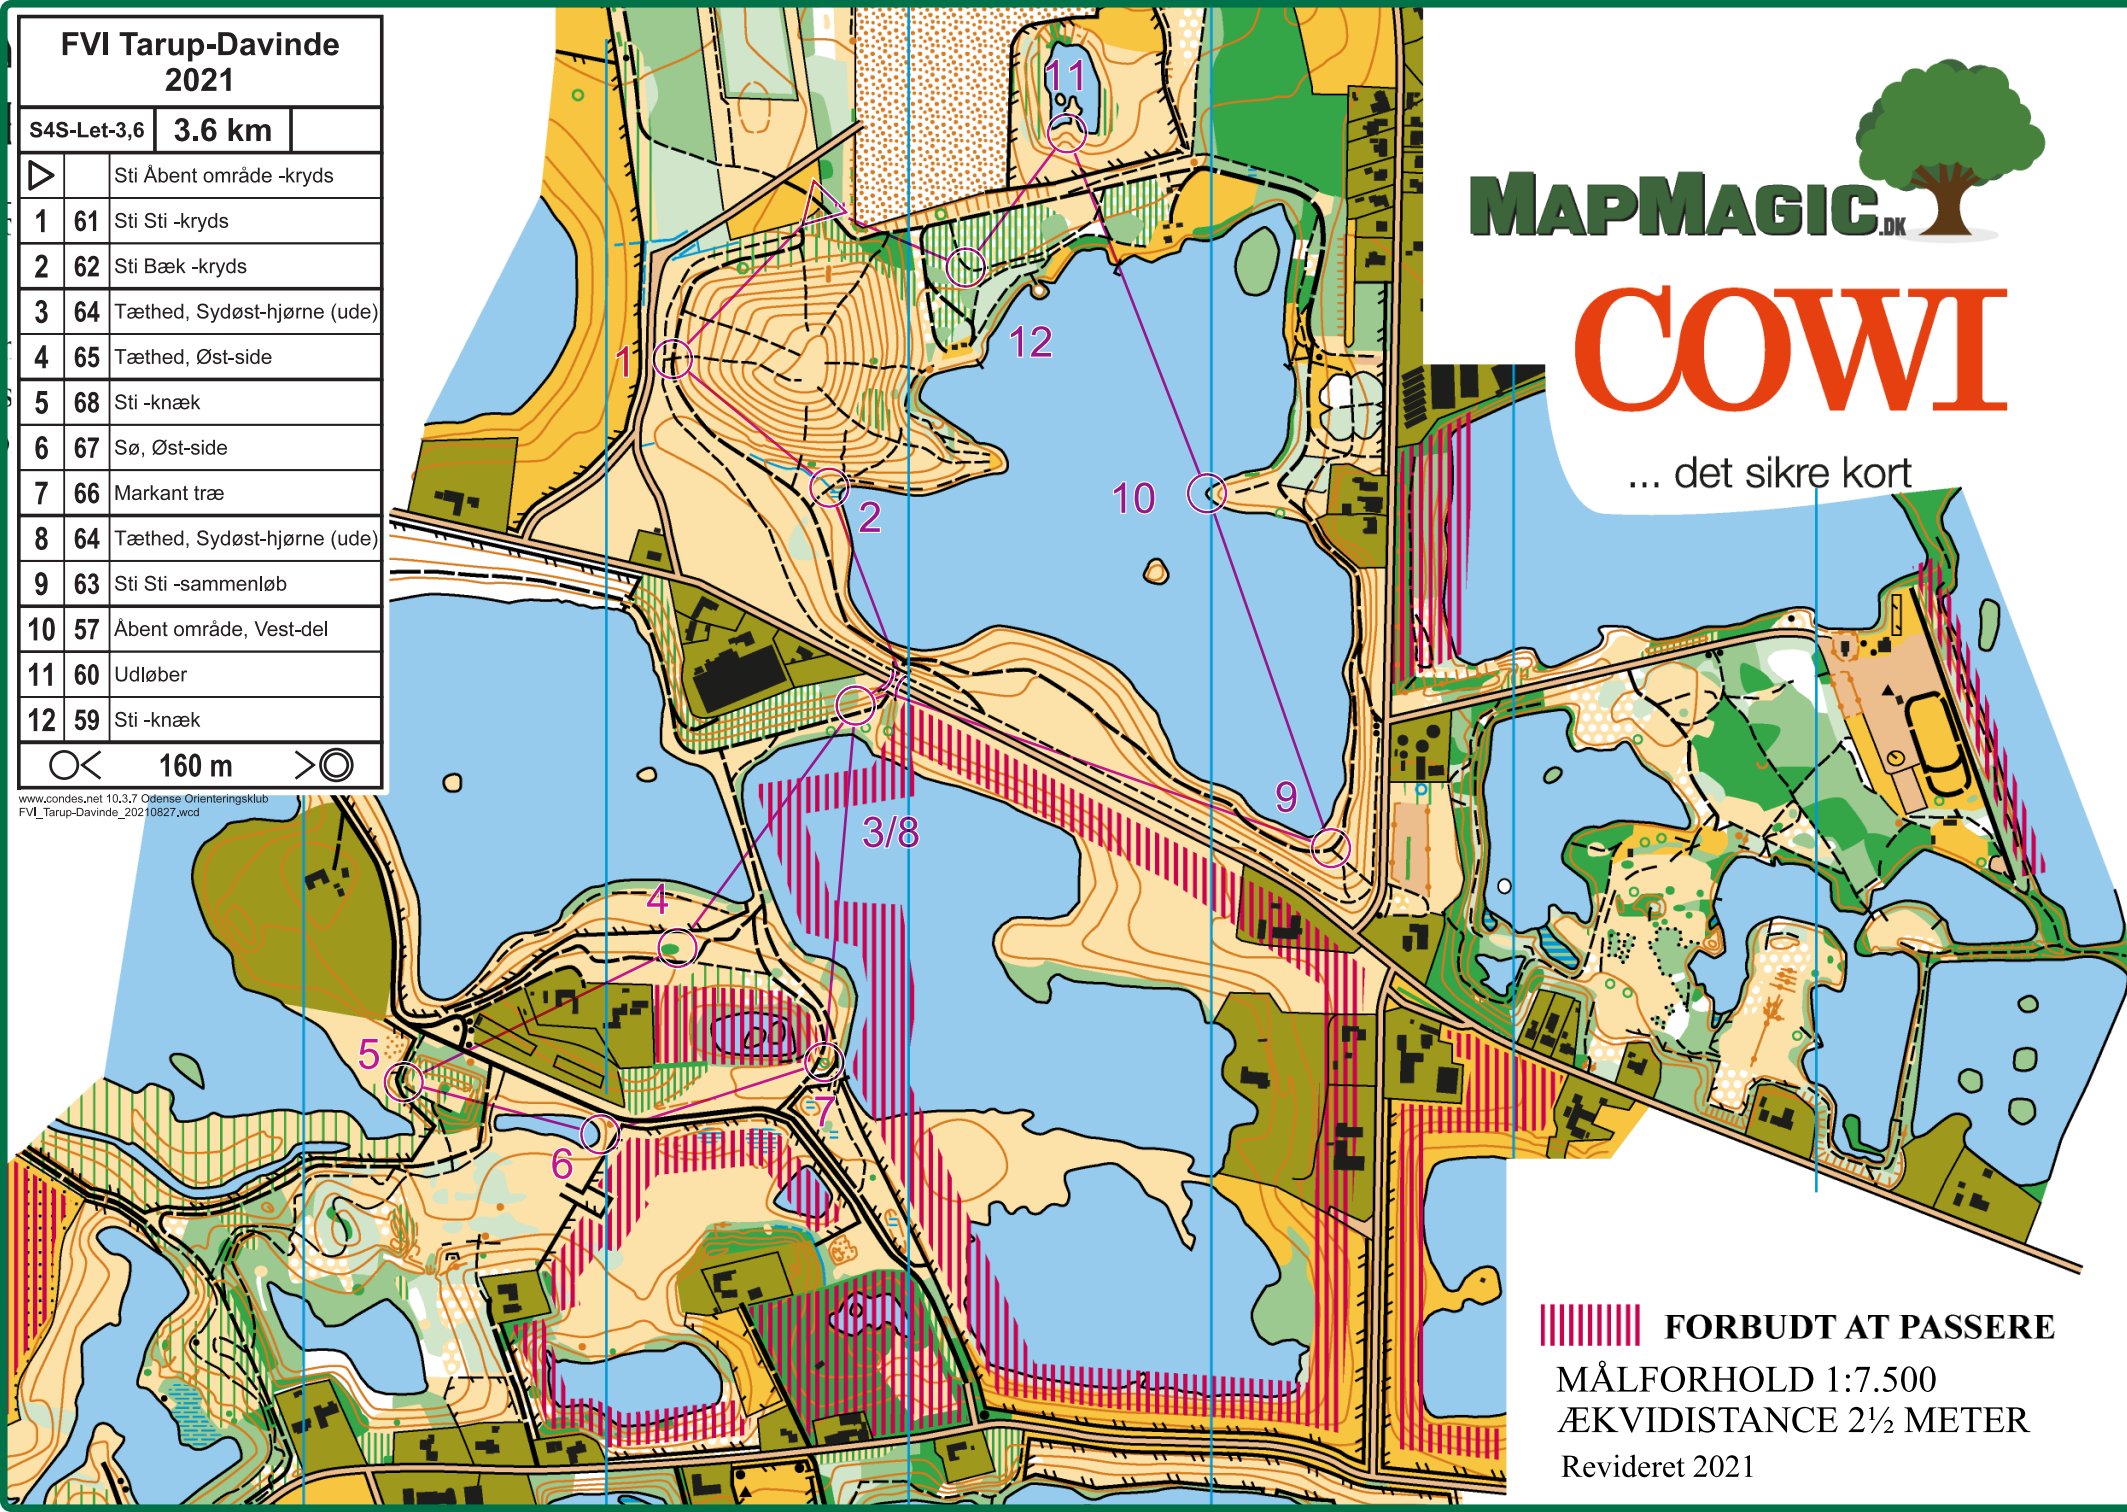 FVI Tarup-Davinde
2021
S4S-Let-3,6 3.6 km
Sti Åbent område -kryds
1 61 Sti Sti -kryds
2 62 Sti Bæk -kryds
3 64 Tæthed, Sydøst-hjørne (ude)
4 65 Tæthed, Øst-side
5 68 Sti -knæk
6 67 Sø, Øst-side
7 66 Markant træ
8 64 Tæthed, Sydøst-hjørne (ude)
9 63 Sti Sti -sammenløb
10 57 Åbent område, Vest-del
11 60 Udløber
12 59 Sti -knæk
160 m
www.condes.net 10.3.7 Odense Orienteringsklub
FVI_Tarup-Davinde_20210827.wcd
11
12
1
10
2
9
3/8
4
5
7
6
MAPMAGIC.DK
COWI
... det sikre kort
FORBUDT AT PASSERE
MÅLFORHOLD 1:7.500
ÆKVIDISTANCE 2½ METER
Revideret 2021